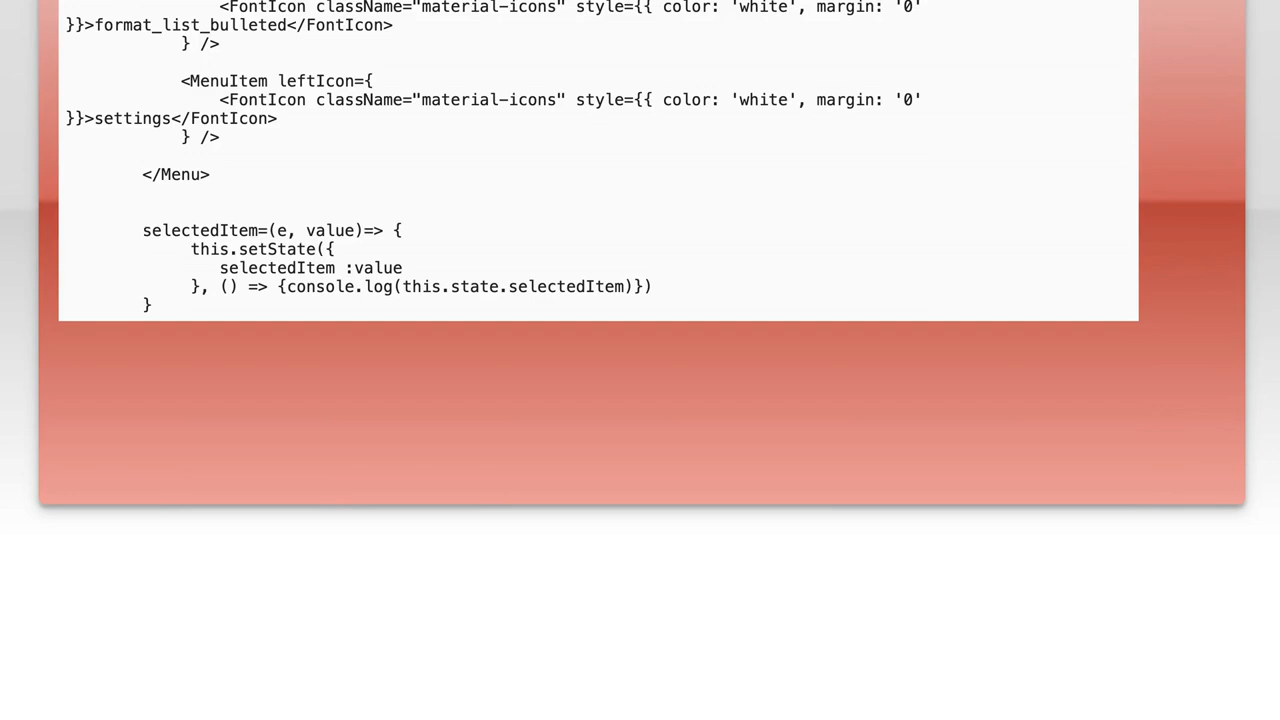 <FontIcon className="material-icons" style={{ color: 'white', margin: '0'
}}>format_list_bulleted</FontIcon>
} />
<MenuItem leftIcon={
<FontIcon className="material-icons" style={{ color: 'white', margin: '0'
}}>settings</FontIcon>
} />
</Menu>
selectedItem=(e, value)=> {
this.setState({
selectedItem :value
}, () => {console.log(this.state.selectedItem)})
}